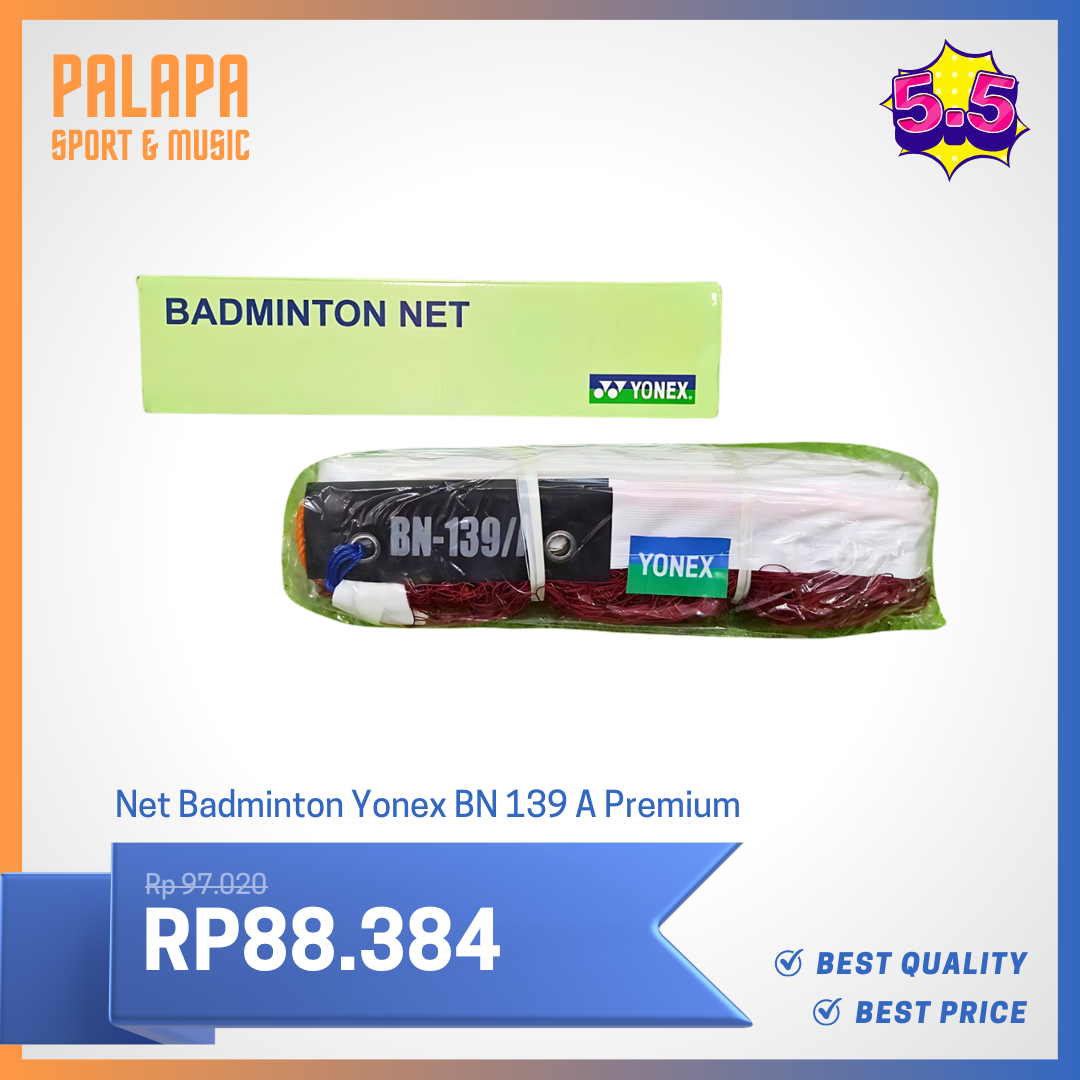 PALAPA
SPORT & MUSIC
5.5
BADMINTON NET
YONEX
BN-139/
YONEX
Net Badminton Yonex BN 139 A Premium
Rp 97.020
RP88.384
BEST QUALITY
BEST PRICE